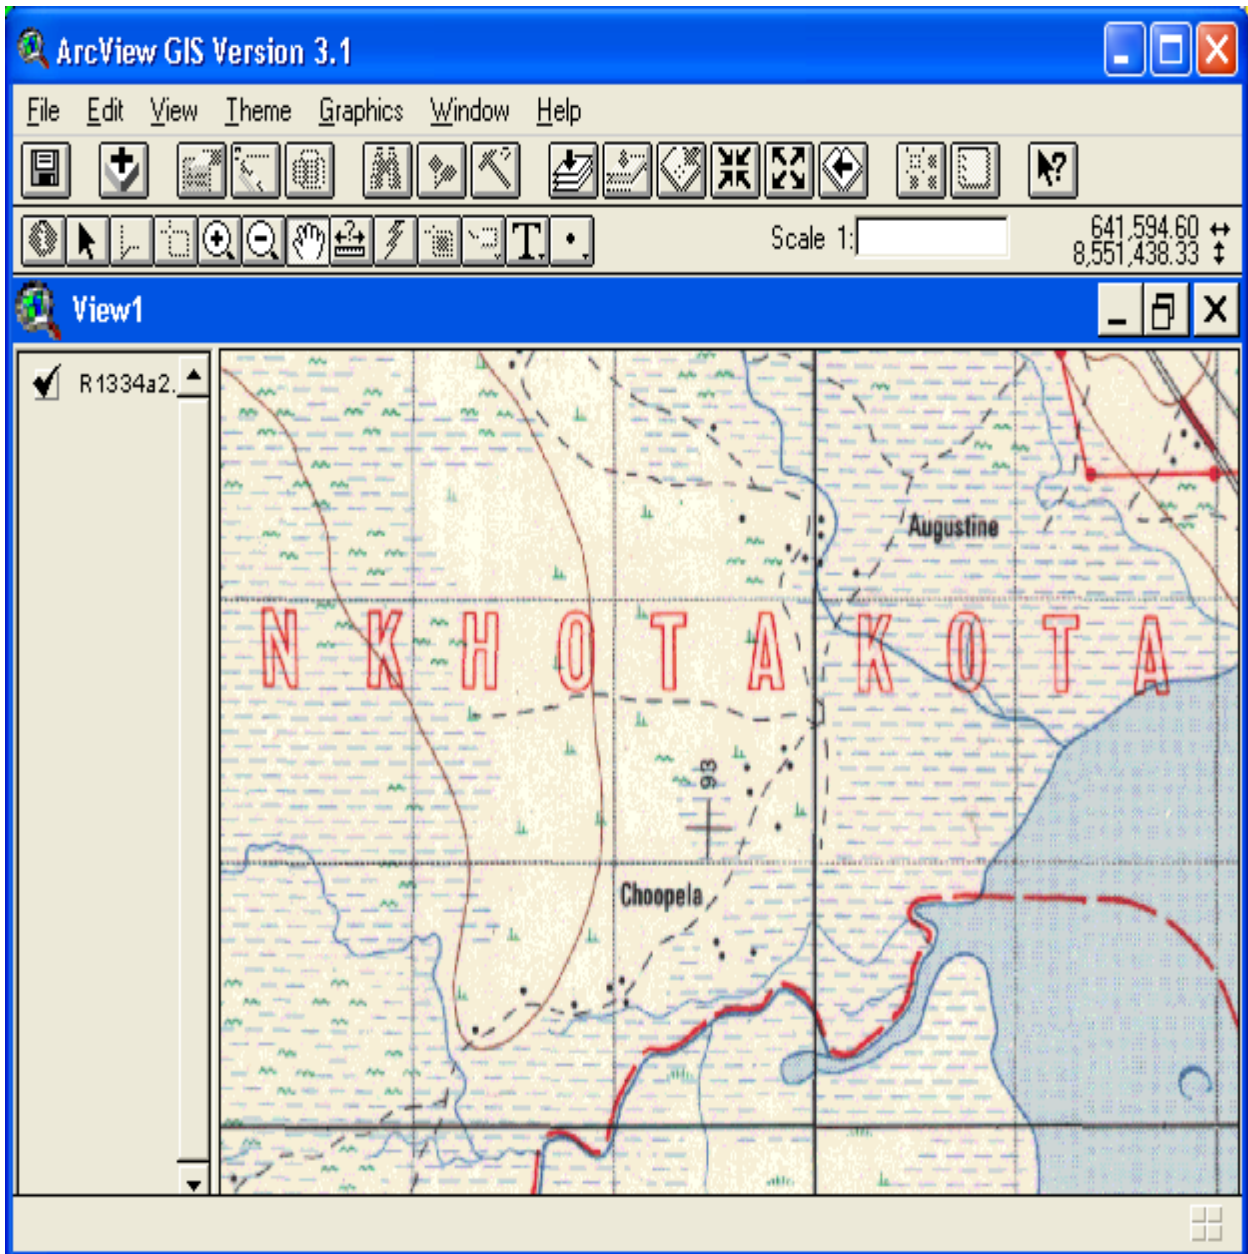 ArcView GIS Version 3.1
File Edit View Theme Graphics Window Help
T
Scale 1:
641,594.60
8,551,438.33
View1
R1334a2.
Augustine
NKHOTAKOTA
93
Choopela